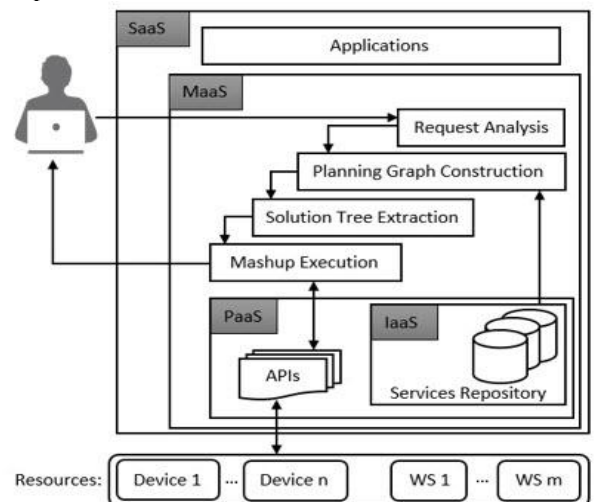 SaaS
Applications
MaaS
Request Analysis
Planning Graph Construction
Solution Tree Extraction
Mashup Execution
PaaS
IaaS
APIs
Services Repository
Resources: Device 1 ... Device n WS 1 ... WS m